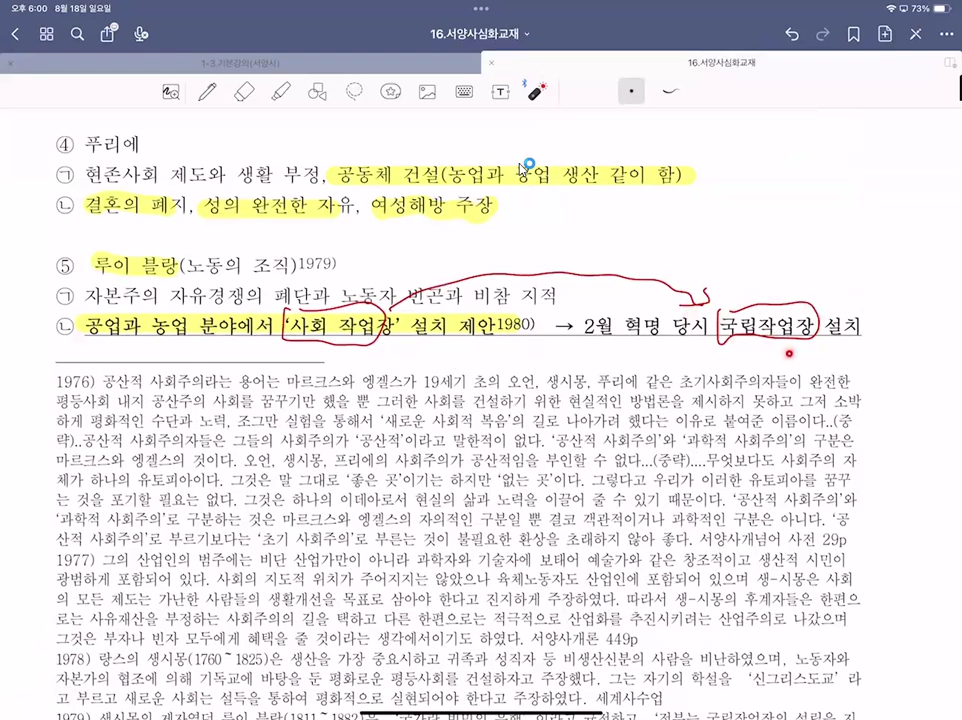 오후 6:00 8월 18일 일요일
73%
16.서양사심화교재
1-3.기본강의(서양사)
16.서양사심화교재
④ 푸리에
㉠ 현존사회 제도와 생활 부정, 공동체 건설(농업과 공업 생산 같이 함)
㉡ 결혼의 폐지, 성의 완전한 자유, 여성해방 주장
⑤ 루이 블랑(노동의 조직)1979)
㉠ 자본주의 자유경쟁의 폐단과 노동자 빈곤과 비참 지적
㉡ 공업과 농업 분야에서 ‘사회 작업장’ 설치 제안1980) → 2월 혁명 당시 국립작업장 설치
1976) 공산적 사회주의라는 용어는 마르크스와 엥겔스가 19세기 초의 오언, 생시몽, 푸리에 같은 초기사회주의자들이 완전한
평등사회 내지 공산주의 사회를 꿈꾸기만 했을 뿐 그러한 사회를 건설하기 위한 현실적인 방법론을 제시하지 못하고 그저 소박
하게 평화적인 수단과 노력, 조그만 실험을 통해서 ‘새로운 사회적 복음’의 길로 나아가려 했다는 이유로 붙여준 이름이다..(중
략)..공산적 사회주의자들은 그들의 사회주의가 ‘공산적’이라고 말한적이 없다. ‘공산적 사회주의’와 ‘과학적 사회주의’의 구분은
마르크스와 엥겔스의 것이다. 오언, 생시몽, 프리에의 사회주의가 공산적임을 부인할 수 없다...(중략)....무엇보다도 사회주의 자
체가 하나의 유토피아이다. 그것은 말 그대로 ‘좋은 곳’이기는 하지만 ‘없는 곳’이다. 그렇다고 우리가 이러한 유토피아를 꿈꾸
는 것을 포기할 필요는 없다. 그것은 하나의 이데아로서 현실의 삶과 노력을 이끌어 줄 수 있기 때문이다. ‘공산적 사회주의’와
‘과학적 사회주의’로 구분하는 것은 마르크스와 엥겔스의 자의적인 구분일 뿐 결코 객관적이거나 과학적인 구분은 아니다. ‘공
산적 사회주의’로 부르기보다는 ‘초기 사회주의’로 부르는 것이 불필요한 환상을 초래하지 않아 좋다. 서양사개념어 사전 29p
1977) 그의 산업인의 범주에는 비단 산업가만이 아니라 과학자와 기술자에 보태어 예술가와 같은 창조적이고 생산적 시민이
광범하게 포함되어 있다. 사회의 지도적 위치가 주어지지는 않았으나 육체노동자도 산업인에 포함되어 있으며 생-시몽은 사회
의 모든 제도는 가난한 사람들의 생활개선을 목표로 삼아야 한다고 진지하게 주장하였다. 따라서 생-시몽의 후계자들은 한편으
로는 사유재산을 부정하는 사회주의의 길을 택하고 다른 한편으로는 적극적으로 산업화를 추진시키려는 산업주의로 나갔으며
그것은 부자나 빈자 모두에게 혜택을 줄 것이라는 생각에서이기도 하였다. 서양사개론 449p
1978) 랑스의 생시몽(1760~1825)은 생산을 가장 중요시하고 귀족과 성직자 등 비생산신분의 사람을 비난하였으며, 노동자와
자본가의 협조에 의해 기독교에 바탕을 둔 평화로운 평등사회를 건설하자고 주장했다. 그는 자기의 학설을 ‘신그리스도교’ 라
고 부르고 새로운 사회는 설득을 통하여 평화적으로 실현되어야 한다고 주장하였다. 세계사수업